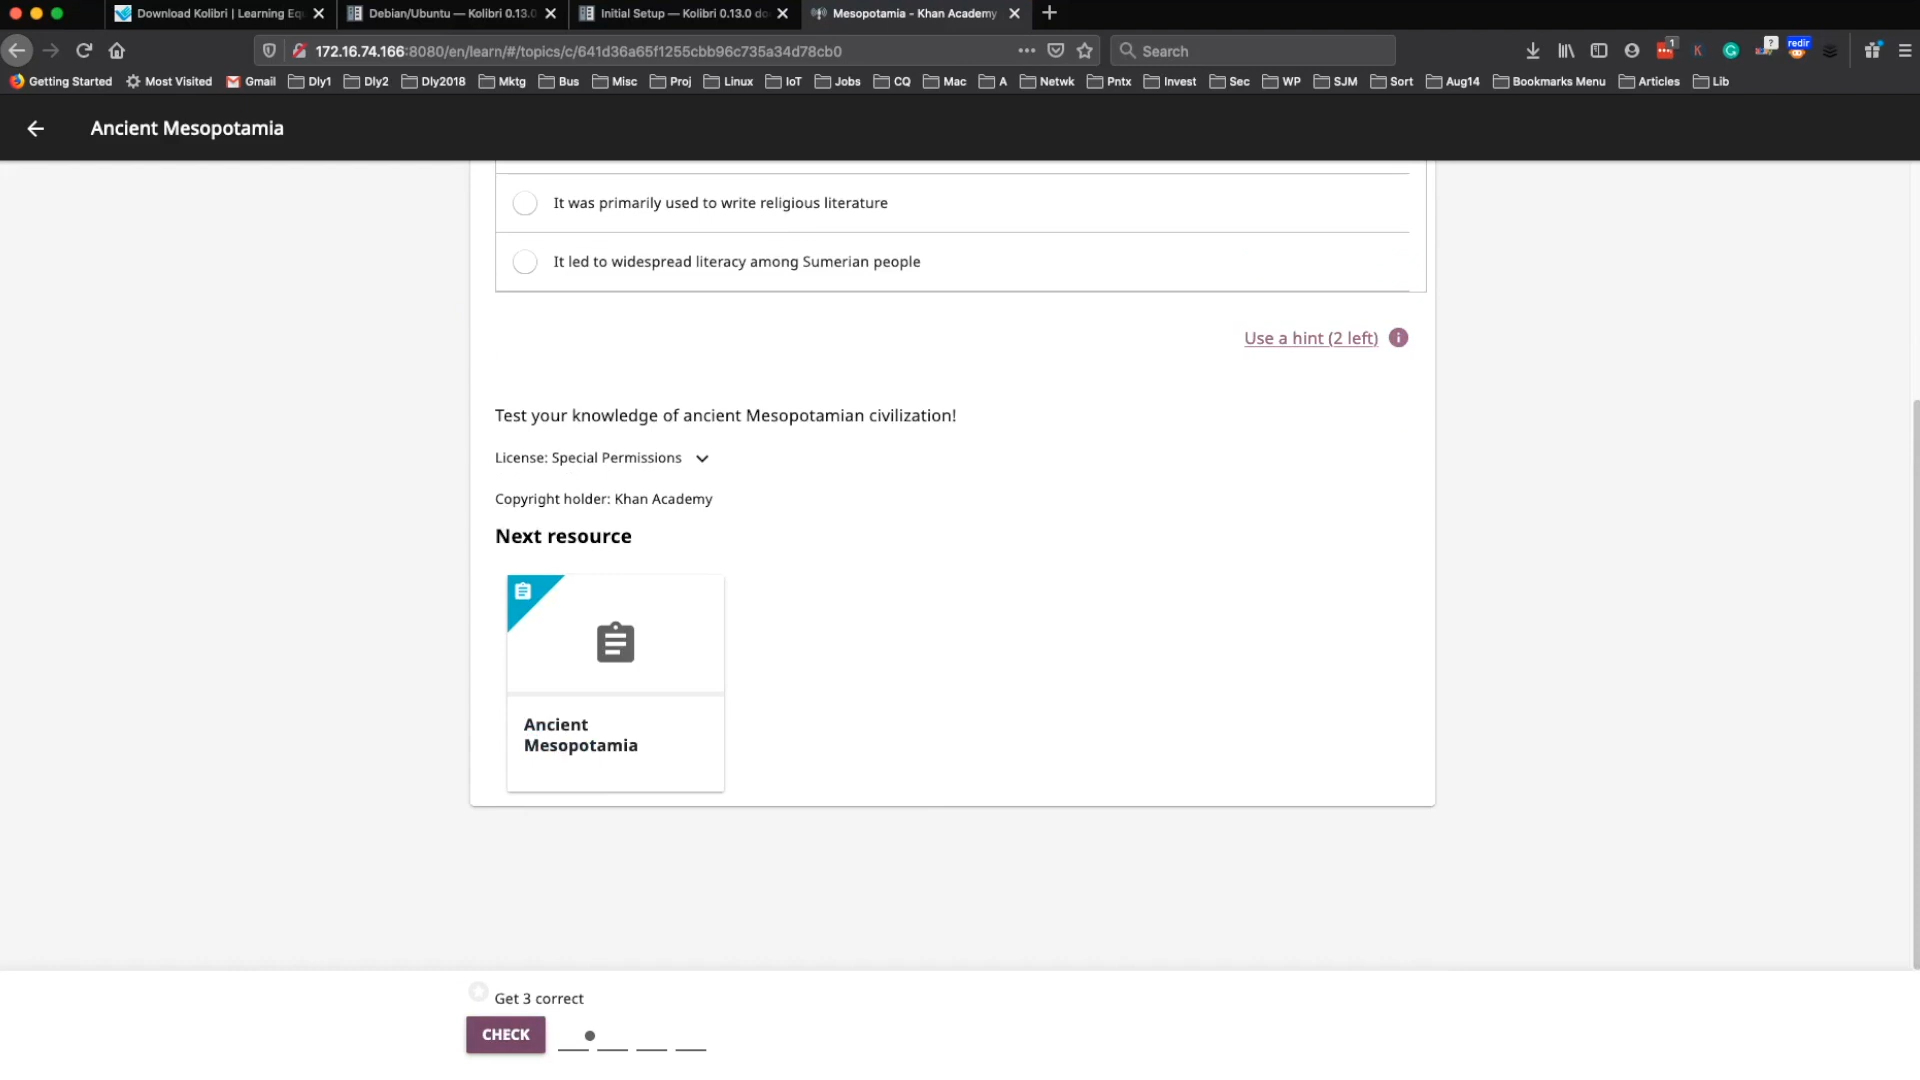 Download Kolibri | Learning Eq
Debian/Ubuntu — Kolibri 0.13.0
Initial Setup — Kolibri 0.13.0 do
Mesopotamia - Khan Academy
172.16.74.166:8080/en/learn/#/topics/c/641d36a65f1255cbb96c735a34d78cb0
Search
1
K
?
redir
Getting Started
Most Visited
Gmail
Dly1
Dly2
Dly2018
Mktg
Bus
Misc
Proj
Linux
IoT
Jobs
CQ
Mac
A
Netwk
Pntx
Invest
Sec
WP
SJM
Sort
Aug14
Bookmarks Menu
Articles
Lib
Ancient Mesopotamia
It was primarily used to write religious literature
It led to widespread literacy among Sumerian people
Use a hint (2 left)
Test your knowledge of ancient Mesopotamian civilization!
License: Special Permissions
Copyright holder: Khan Academy
Next resource
Ancient
Mesopotamia
Get 3 correct
CHECK